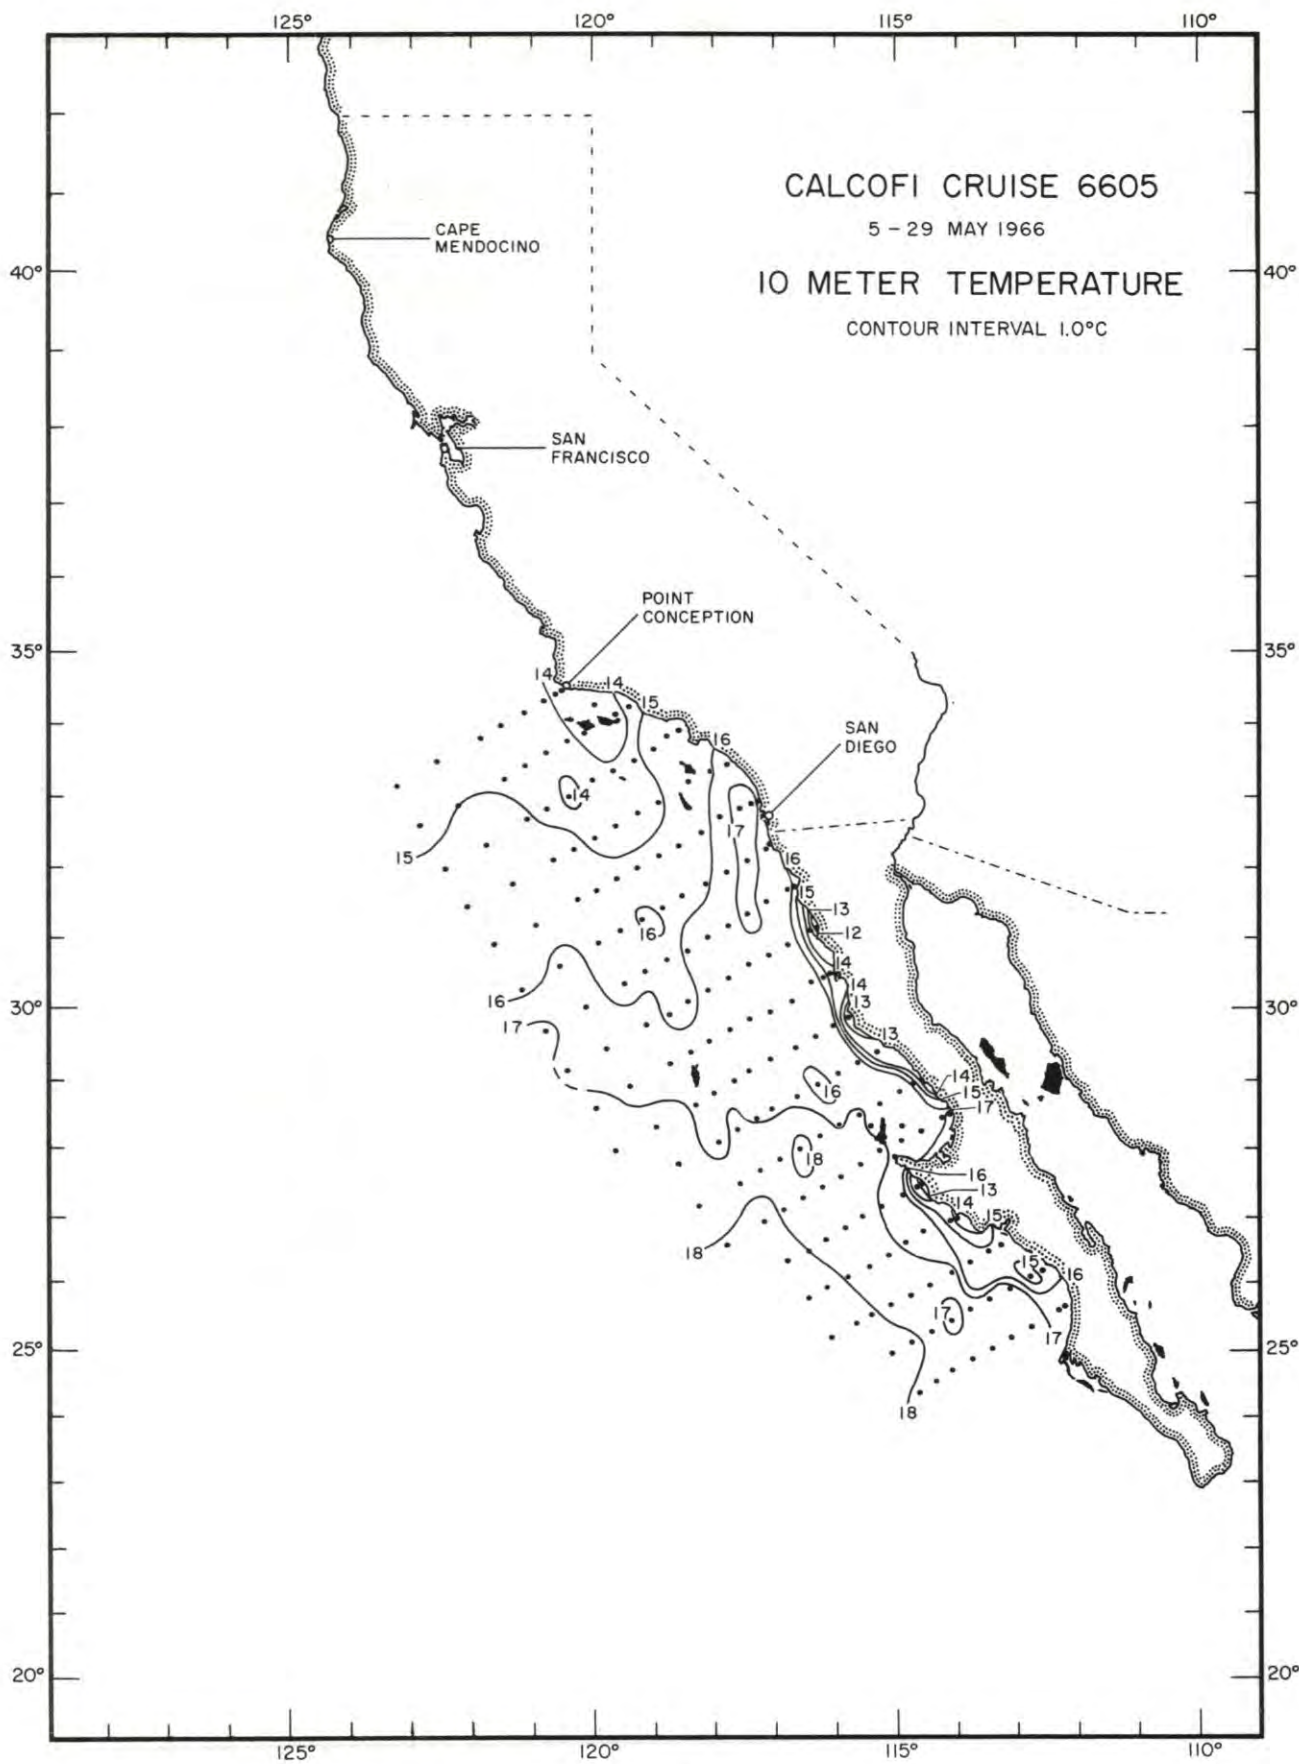 125° 120° 115° 110°
CALCOFI CRUISE 6605
5 – 29 MAY 1966
CAPE
MENDOCINO
40° 40°
10 METER TEMPERATURE
CONTOUR INTERVAL 1.0°C
SAN
FRANCISCO
POINT
CONCEPTION
35° 35°
14 14
15
SAN
DIEGO
16
14
17
15
16
15
13
16
12
14
14
16
30° 30°
13
17
13
14
16
15
17
18
16
13
14
15
18
15
16
17
17
25° 25°
18
20° 20°
125° 120° 115° 110°